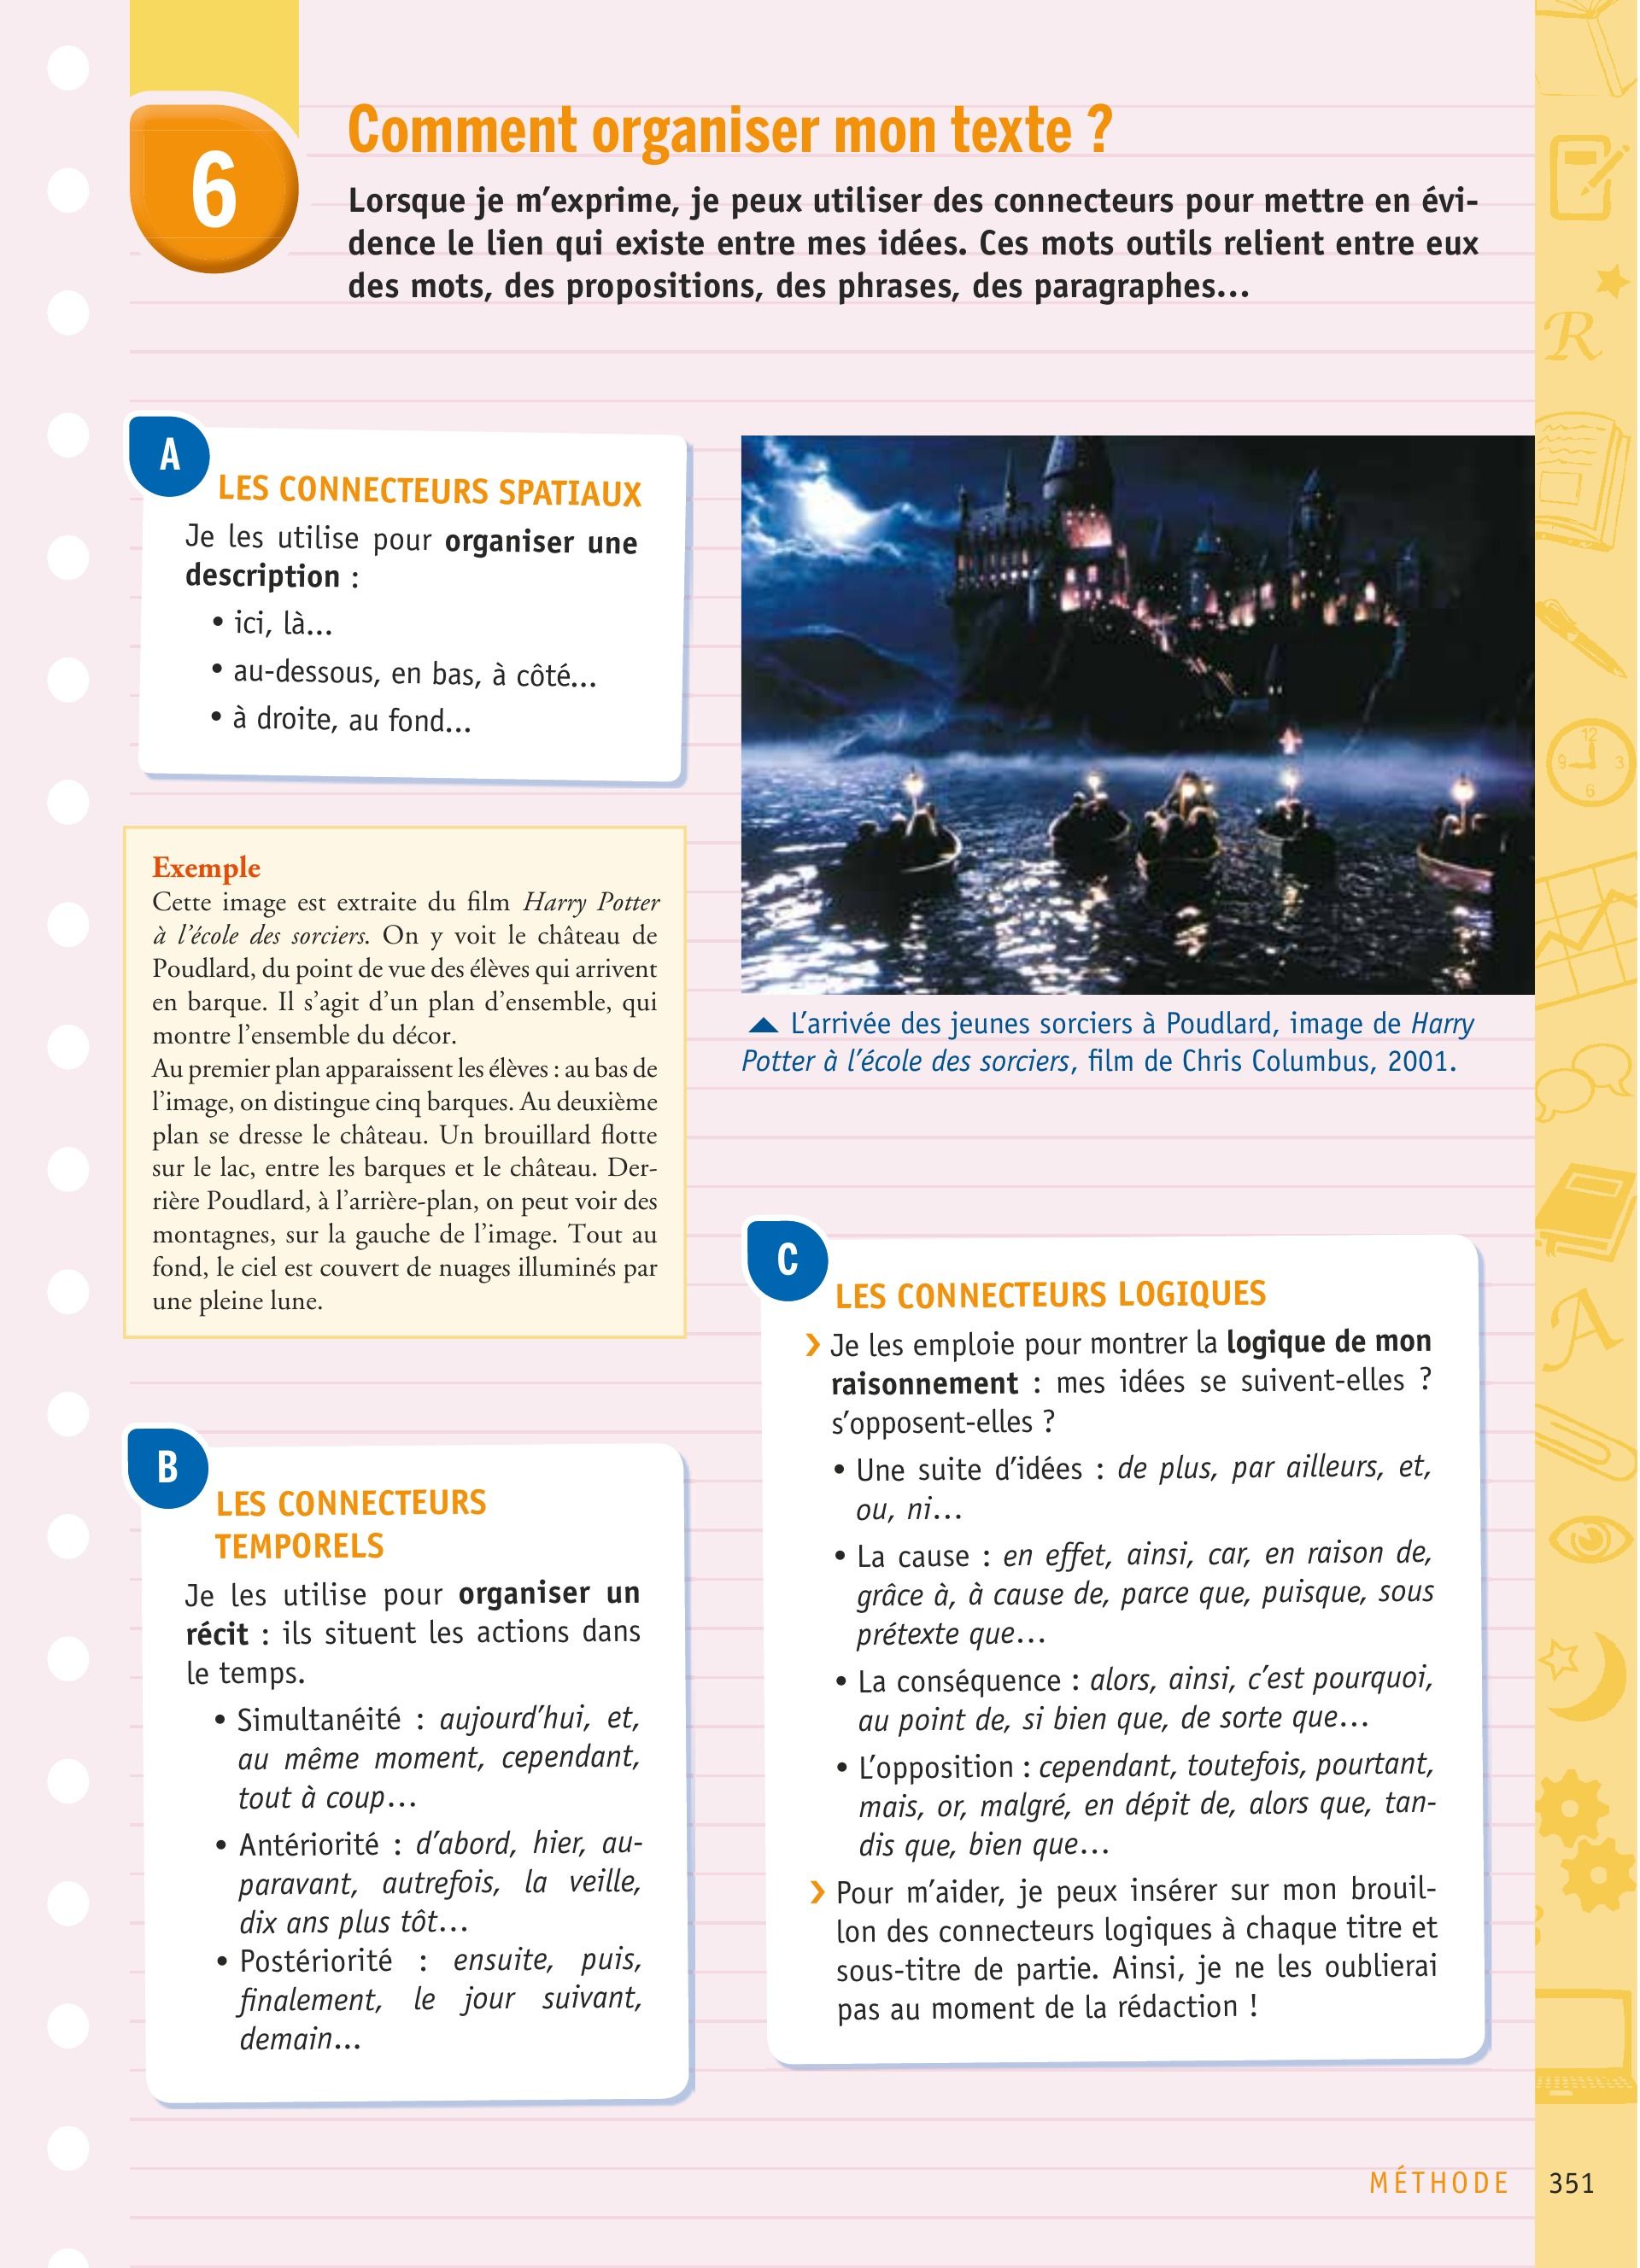 6
Comment organiser mon texte ?
Lorsque je m’exprime, je peux utiliser des connecteurs pour mettre en évi-
dence le lien qui existe entre mes idées. Ces mots outils relient entre eux
des mots, des propositions, des phrases, des paragraphes...
A
LES CONNECTEURS SPATIAUX
Je les utilise pour organiser une
description :
• ici, là...
• au-dessous, en bas, à côté...
• à droite, au fond...
Exemple
Cette image est extraite du film Harry Potter
à l’école des sorciers. On y voit le château de
Poudlard, du point de vue des élèves qui arrivent
en barque. Il s’agit d’un plan d’ensemble, qui
montre l’ensemble du décor.
Au premier plan apparaissent les élèves : au bas de
l’image, on distingue cinq barques. Au deuxième
plan se dresse le château. Un brouillard flotte
sur le lac, entre les barques et le château. Der-
rière Poudlard, à l’arrière-plan, on peut voir des
montagnes, sur la gauche de l’image. Tout au
fond, le ciel est couvert de nuages illuminés par
une pleine lune.
L’arrivée des jeunes sorciers à Poudlard, image de Harry
Potter à l’école des sorciers, film de Chris Columbus, 2001.
B
LES CONNECTEURS
TEMPORELS
Je les utilise pour organiser un
récit : ils situent les actions dans
le temps.
• Simultanéité : aujourd’hui, et,
au même moment, cependant,
tout à coup...
• Antériorité : d’abord, hier, au-
paravant, autrefois, la veille,
dix ans plus tôt...
• Postériorité : ensuite, puis,
finalement, le jour suivant,
demain...
C
LES CONNECTEURS LOGIQUES
› Je les emploie pour montrer la logique de mon
raisonnement : mes idées se suivent-elles ?
s’opposent-elles ?
• Une suite d’idées : de plus, par ailleurs, et,
ou, ni...
• La cause : en effet, ainsi, car, en raison de,
grâce à, à cause de, parce que, puisque, sous
prétexte que...
• La conséquence : alors, ainsi, c’est pourquoi,
au point de, si bien que, de sorte que...
• L’opposition : cependant, toutefois, pourtant,
mais, or, malgré, en dépit de, alors que, tan-
dis que, bien que...
› Pour m’aider, je peux insérer sur mon brouil-
lon des connecteurs logiques à chaque titre et
sous-titre de partie. Ainsi, je ne les oublierai
pas au moment de la rédaction !
R
12
9 3
6
A
MÉTHODE 351